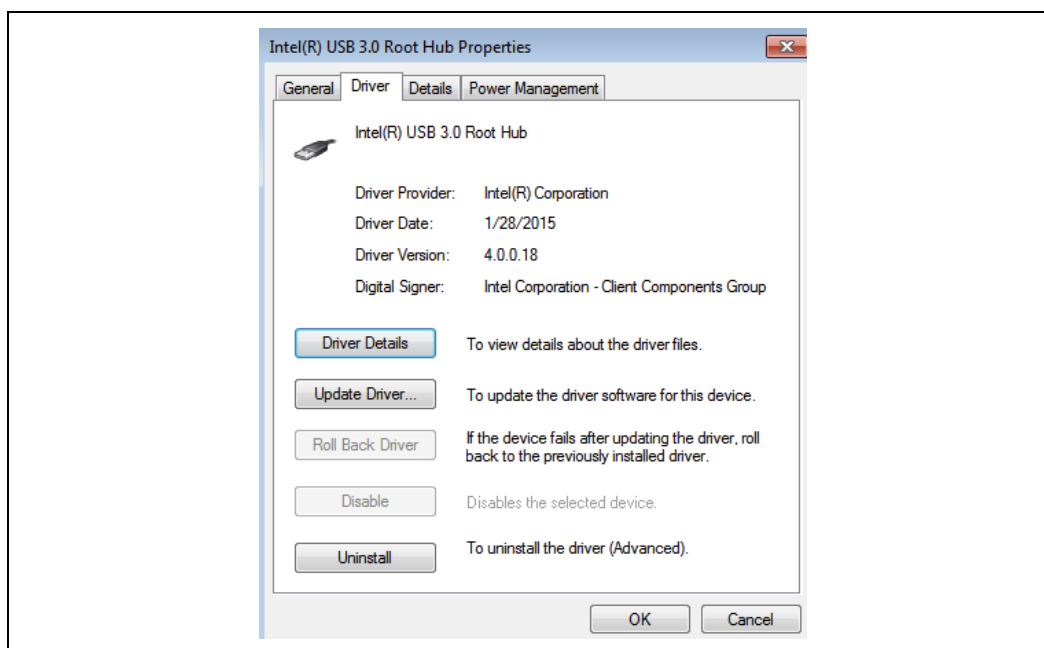 Intel(R) USB 3.0 Root Hub Properties
General Driver Details Power Management
Intel(R) USB 3.0 Root Hub
Driver Provider: Intel(R) Corporation
Driver Date: 1/28/2015
Driver Version: 4.0.0.18
Digital Signer: Intel Corporation - Client Components Group
Driver Details To view details about the driver files.
Update Driver... To update the driver software for this device.
Roll Back Driver If the device fails after updating the driver, roll
back to the previously installed driver.
Disable Disables the selected device.
Uninstall To uninstall the driver (Advanced).
OK Cancel